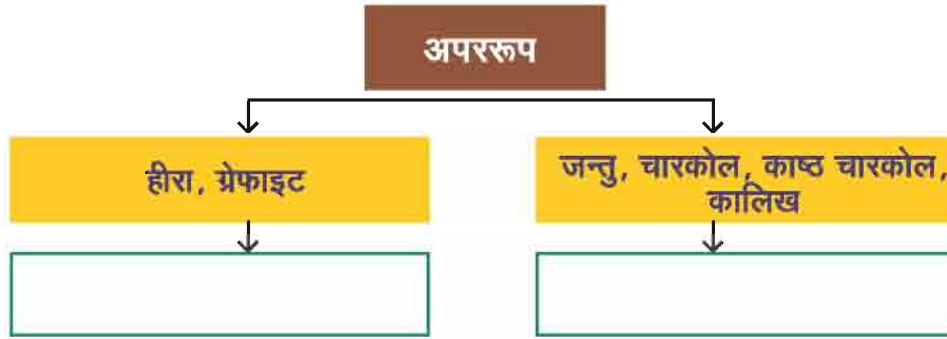 अपररूप
हीरा, ग्रेफाइट
जन्तु, चारकोल, काष्ठ चारकोल,
कालिख